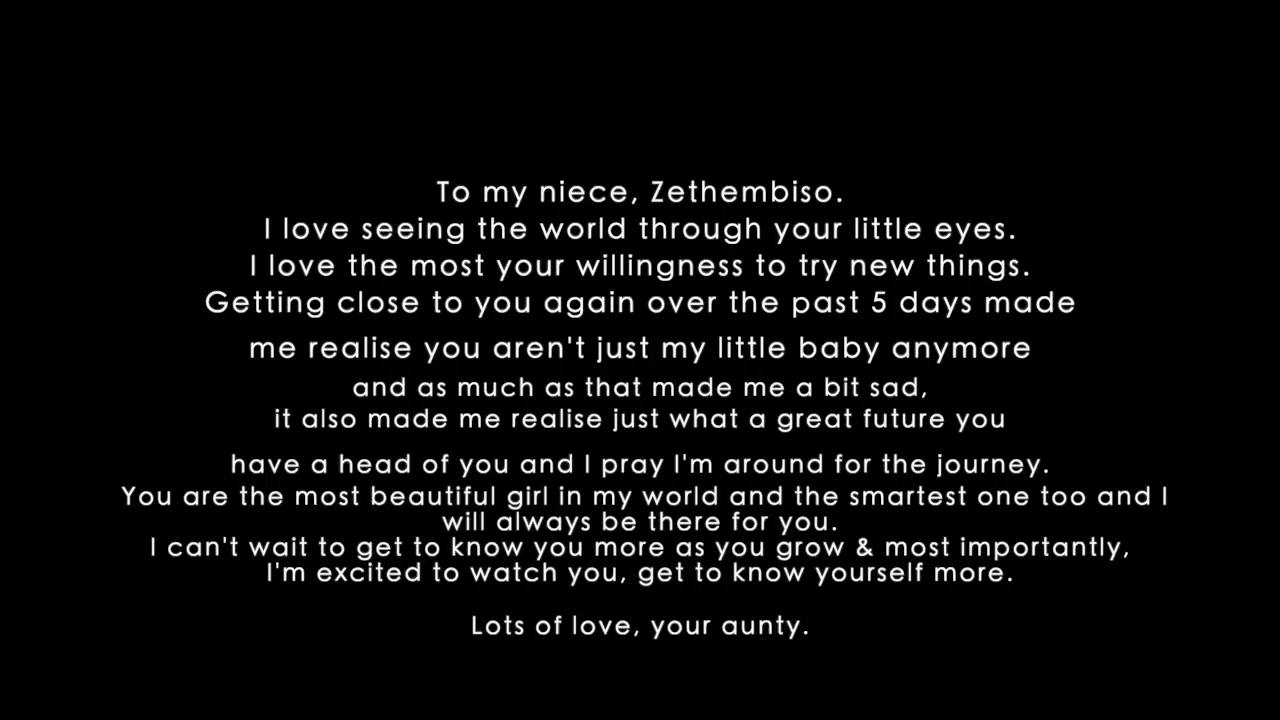 To my niece, Zethembiso.
I love seeing the world through your little eyes.
I love the most your willingness to try new things.
Getting close to you again over the past 5 days made
me realise you aren't just my little baby anymore
and as much as that made me a bit sad,
it also made me realise just what a great future you
have a head of you and I pray I'm around for the journey.
You are the most beautiful girl in my world and the smartest one too and I
will always be there for you.
I can't wait to get to know you more as you grow & most importantly,
I'm excited to watch you, get to know yourself more.
Lots of love, your aunty.